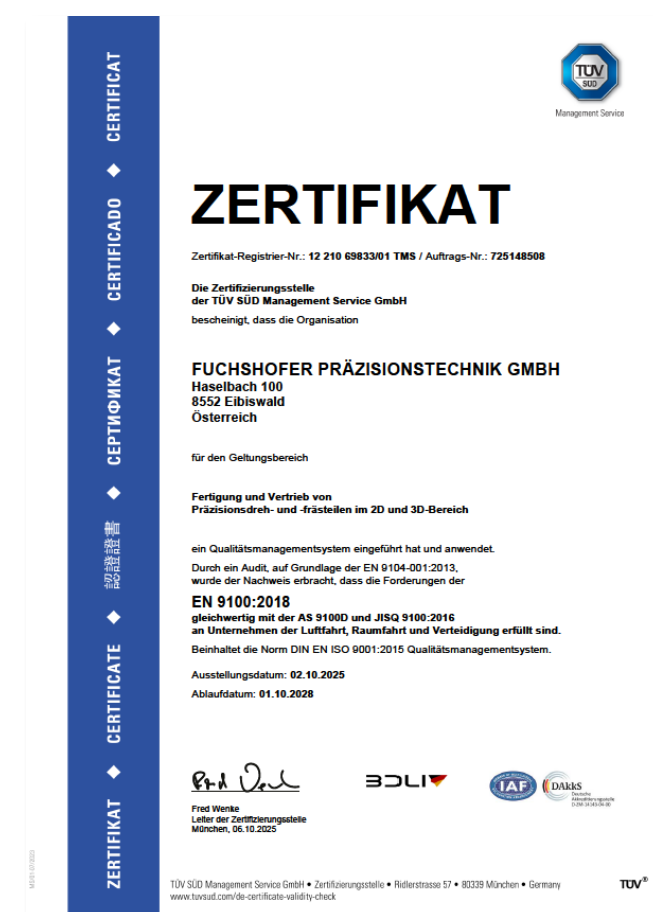 TÜV
SÜD
Management Service
ZERTIFIKAT ◆ CERTIFICATE ◆ 認證證書 ◆ СЕРТИФИКАТ ◆ CERTIFICADO ◆ CERTIFICAT
ZERTIFIKAT
Zertifikat-Registrier-Nr.: 12 210 69833/01 TMS / Auftrags-Nr.: 725148508
Die Zertifizierungsstelle
der TÜV SÜD Management Service GmbH
bescheinigt, dass die Organisation
FUCHSHOFER PRÄZISIONSTECHNIK GMBH
Haselbach 100
8552 Eibiswald
Österreich
für den Geltungsbereich
Fertigung und Vertrieb von
Präzisionsdreh- und -frästeilen im 2D und 3D-Bereich
ein Qualitätsmanagementsystem eingeführt hat und anwendet.
Durch ein Audit, auf Grundlage der EN 9104-001:2013,
wurde der Nachweis erbracht, dass die Forderungen der
EN 9100:2018
gleichwertig mit der AS 9100D und JISQ 9100:2016
an Unternehmen der Luftfahrt, Raumfahrt und Verteidigung erfüllt sind.
Beinhaltet die Norm DIN EN ISO 9001:2015 Qualitätsmanagementsystem.
Ausstellungsdatum: 02.10.2025
Ablaufdatum: 01.10.2028
BDLI
IAF
DAkkS
Deutsche
Akkreditierungsstelle
Fred Wenke
Leiter der Zertifizierungsstelle
München, 06.10.2025
TÜV SÜD Management Service GmbH • Zertifizierungsstelle • Ridlerstrasse 57 • 80339 München • Germany
www.tuvsud.com/de-certificate-validity-check
TÜV®